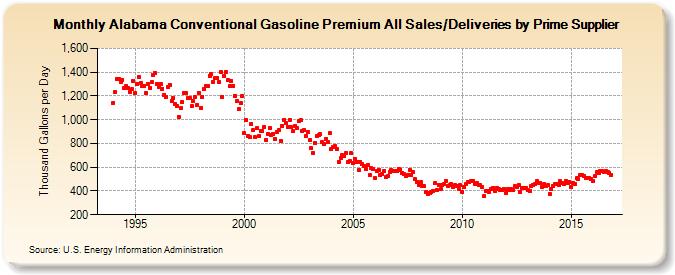 Monthly Alabama Conventional Gasoline Premium All Sales/Deliveries by Prime Supplier
Thousand Gallons per Day
1,600
1,400
1,200
1,000
800
600
400
200
1995 2000 2005 2010 2015
Source: U.S. Energy Information Administration